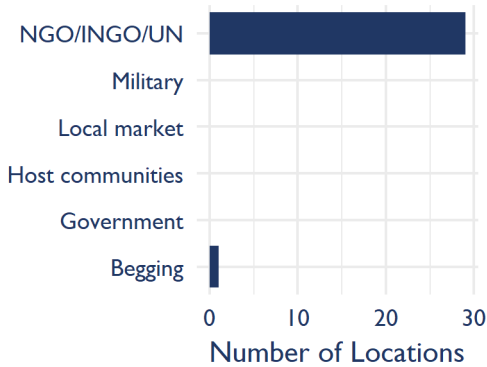 NGO/INGO/UN
Military
Local market
Host communities
Government
Begging
0 10 20 30
Number of Locations